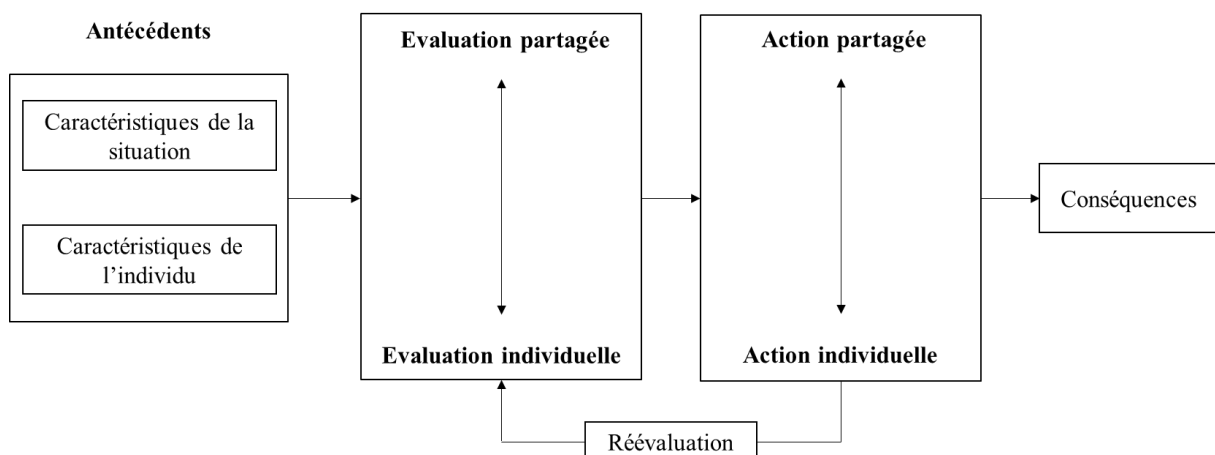 Antécédents
Caractéristiques de la
situation
Caractéristiques de
l’individu
Evaluation partagée
Evaluation individuelle
Action partagée
Action individuelle
Conséquences
Réévaluation